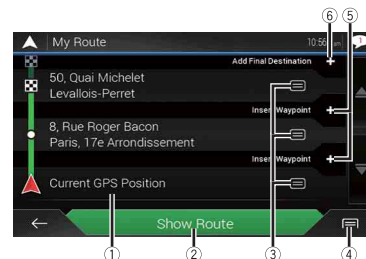 ⑥ ⑤
My Route
10:56 am
Add Final Destination
50, Quai Michelet
Levallois-Perret
Insert Waypoint
8, Rue Roger Bacon
Paris, 17e Arrondissement
Insert Waypoint
Current GPS Position
Show Route
① ② ③ ④